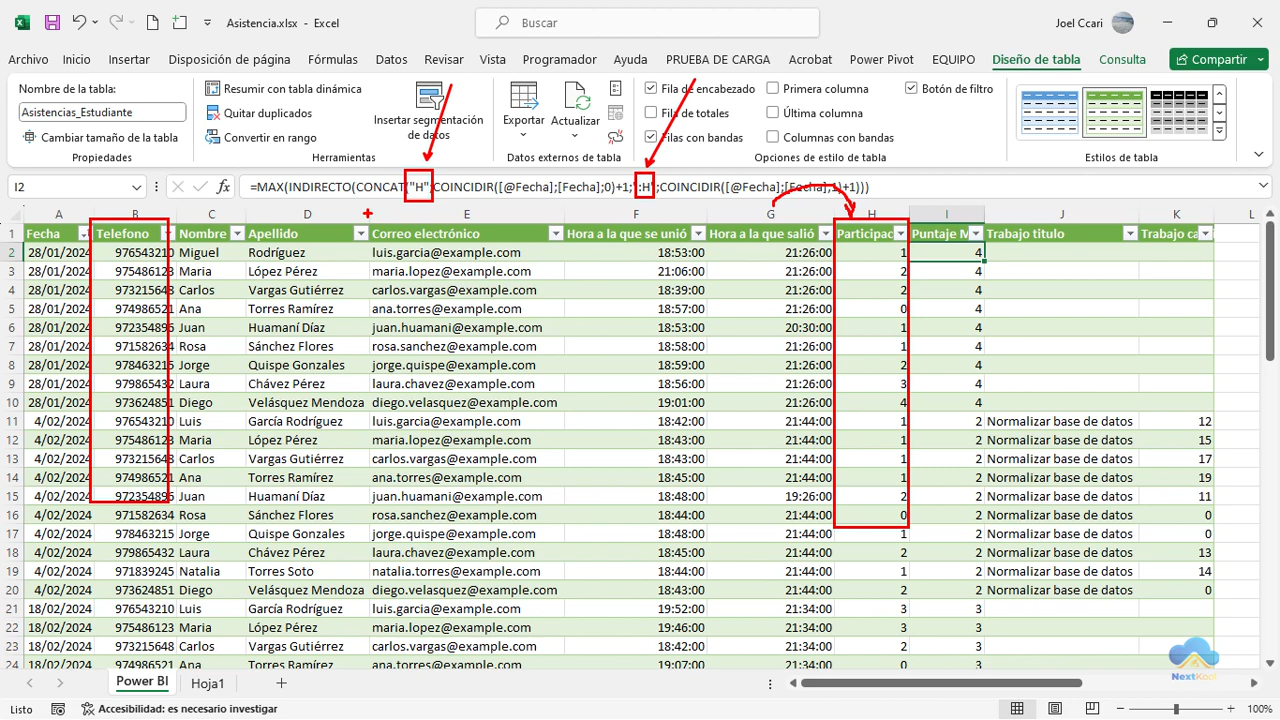 Asistencia.xlsx - Excel
Buscar
Joel Ccari
Archivo Inicio Insertar Disposición de página Fórmulas Datos Revisar Vista Programador Ayuda PRUEBA DE CARGA Acrobat Power Pivot EQUIPO Diseño de tabla Consulta Compartir
Nombre de la tabla:
Asistencias_Estudiante
Cambiar tamaño de la tabla
Propiedades
Resumir con tabla dinámica
Quitar duplicados
Convertir en rango
Insertar segmentación
de datos
Herramientas
Exportar Actualizar
Datos externos de tabla
Fila de encabezado Primera columna Botón de filtro
Fila de totales Última columna
Filas con bandas Columnas con bandas
Opciones de estilo de tabla
Estilos de tabla
I2
fx =MAX(INDIRECTO(CONCAT("H";COINCIDIR([@Fecha];[Fecha];0)+1;":H";COINCIDIR([@Fecha];[Fecha];1)+1)))
A B C D E F G H I J K L
1 Fecha Telefono Nombre Apellido Correo electrónico Hora a la que se unió Hora a la que salió Participac Puntaje M Trabajo titulo Trabajo ca
2 28/01/2024 976543210 Miguel Rodríguez luis.garcia@example.com 18:53:00 21:26:00 1 4
3 28/01/2024 975486123 Maria López Pérez maria.lopez@example.com 21:06:00 21:26:00 2 4
4 28/01/2024 973215648 Carlos Vargas Gutiérrez carlos.vargas@example.com 18:39:00 21:26:00 2 4
5 28/01/2024 974986521 Ana Torres Ramírez ana.torres@example.com 18:57:00 21:26:00 0 4
6 28/01/2024 972354896 Juan Huamaní Díaz juan.huamani@example.com 18:53:00 20:30:00 1 4
7 28/01/2024 971582634 Rosa Sánchez Flores rosa.sanchez@example.com 18:58:00 21:26:00 1 4
8 28/01/2024 978463215 Jorge Quispe Gonzales jorge.quispe@example.com 18:59:00 21:26:00 2 4
9 28/01/2024 979865432 Laura Chávez Pérez laura.chavez@example.com 18:56:00 21:26:00 3 4
10 28/01/2024 973624851 Diego Velásquez Mendoza diego.velasquez@example.com 19:01:00 21:26:00 4 4
11 4/02/2024 976543210 Luis García Rodríguez luis.garcia@example.com 18:42:00 21:44:00 1 2 Normalizar base de datos 12
12 4/02/2024 975486123 Maria López Pérez maria.lopez@example.com 18:43:00 21:44:00 1 2 Normalizar base de datos 15
13 4/02/2024 973215648 Carlos Vargas Gutiérrez carlos.vargas@example.com 18:43:00 21:44:00 1 2 Normalizar base de datos 17
14 4/02/2024 974986521 Ana Torres Ramírez ana.torres@example.com 18:43:00 21:44:00 1 2 Normalizar base de datos 19
15 4/02/2024 972354896 Juan Huamaní Díaz juan.huamani@example.com 18:48:00 19:26:00 2 2 Normalizar base de datos 11
16 4/02/2024 971582634 Rosa Sánchez Flores rosa.sanchez@example.com 18:44:00 21:44:00 0 2 Normalizar base de datos 0
17 4/02/2024 978463215 Jorge Quispe Gonzales jorge.quispe@example.com 18:48:00 21:44:00 1 2 Normalizar base de datos 0
18 4/02/2024 979865432 Laura Chávez Pérez laura.chavez@example.com 18:45:00 21:44:00 2 2 Normalizar base de datos 13
19 4/02/2024 971839245 Natalia Torres Soto natalia.torres@example.com 18:44:00 21:44:00 1 2 Normalizar base de datos 14
20 4/02/2024 973624851 Diego Velásquez Mendoza diego.velasquez@example.com 18:43:00 21:44:00 2 2 Normalizar base de datos 0
21 18/02/2024 976543210 Luis García Rodríguez luis.garcia@example.com 19:52:00 21:34:00 3 3
22 18/02/2024 975486123 Maria López Pérez maria.lopez@example.com 19:46:00 21:34:00 3 3
23 18/02/2024 973215648 Carlos Vargas Gutiérrez carlos.vargas@example.com 18:42:00 21:34:00 2 3
24 18/02/2024 974986521 Ana Torres Ramírez ana.torres@example.com 19:07:00 21:34:00 0 3
NextKool
Power BI Hoja1
Listo Accesibilidad: es necesario investigar 100%